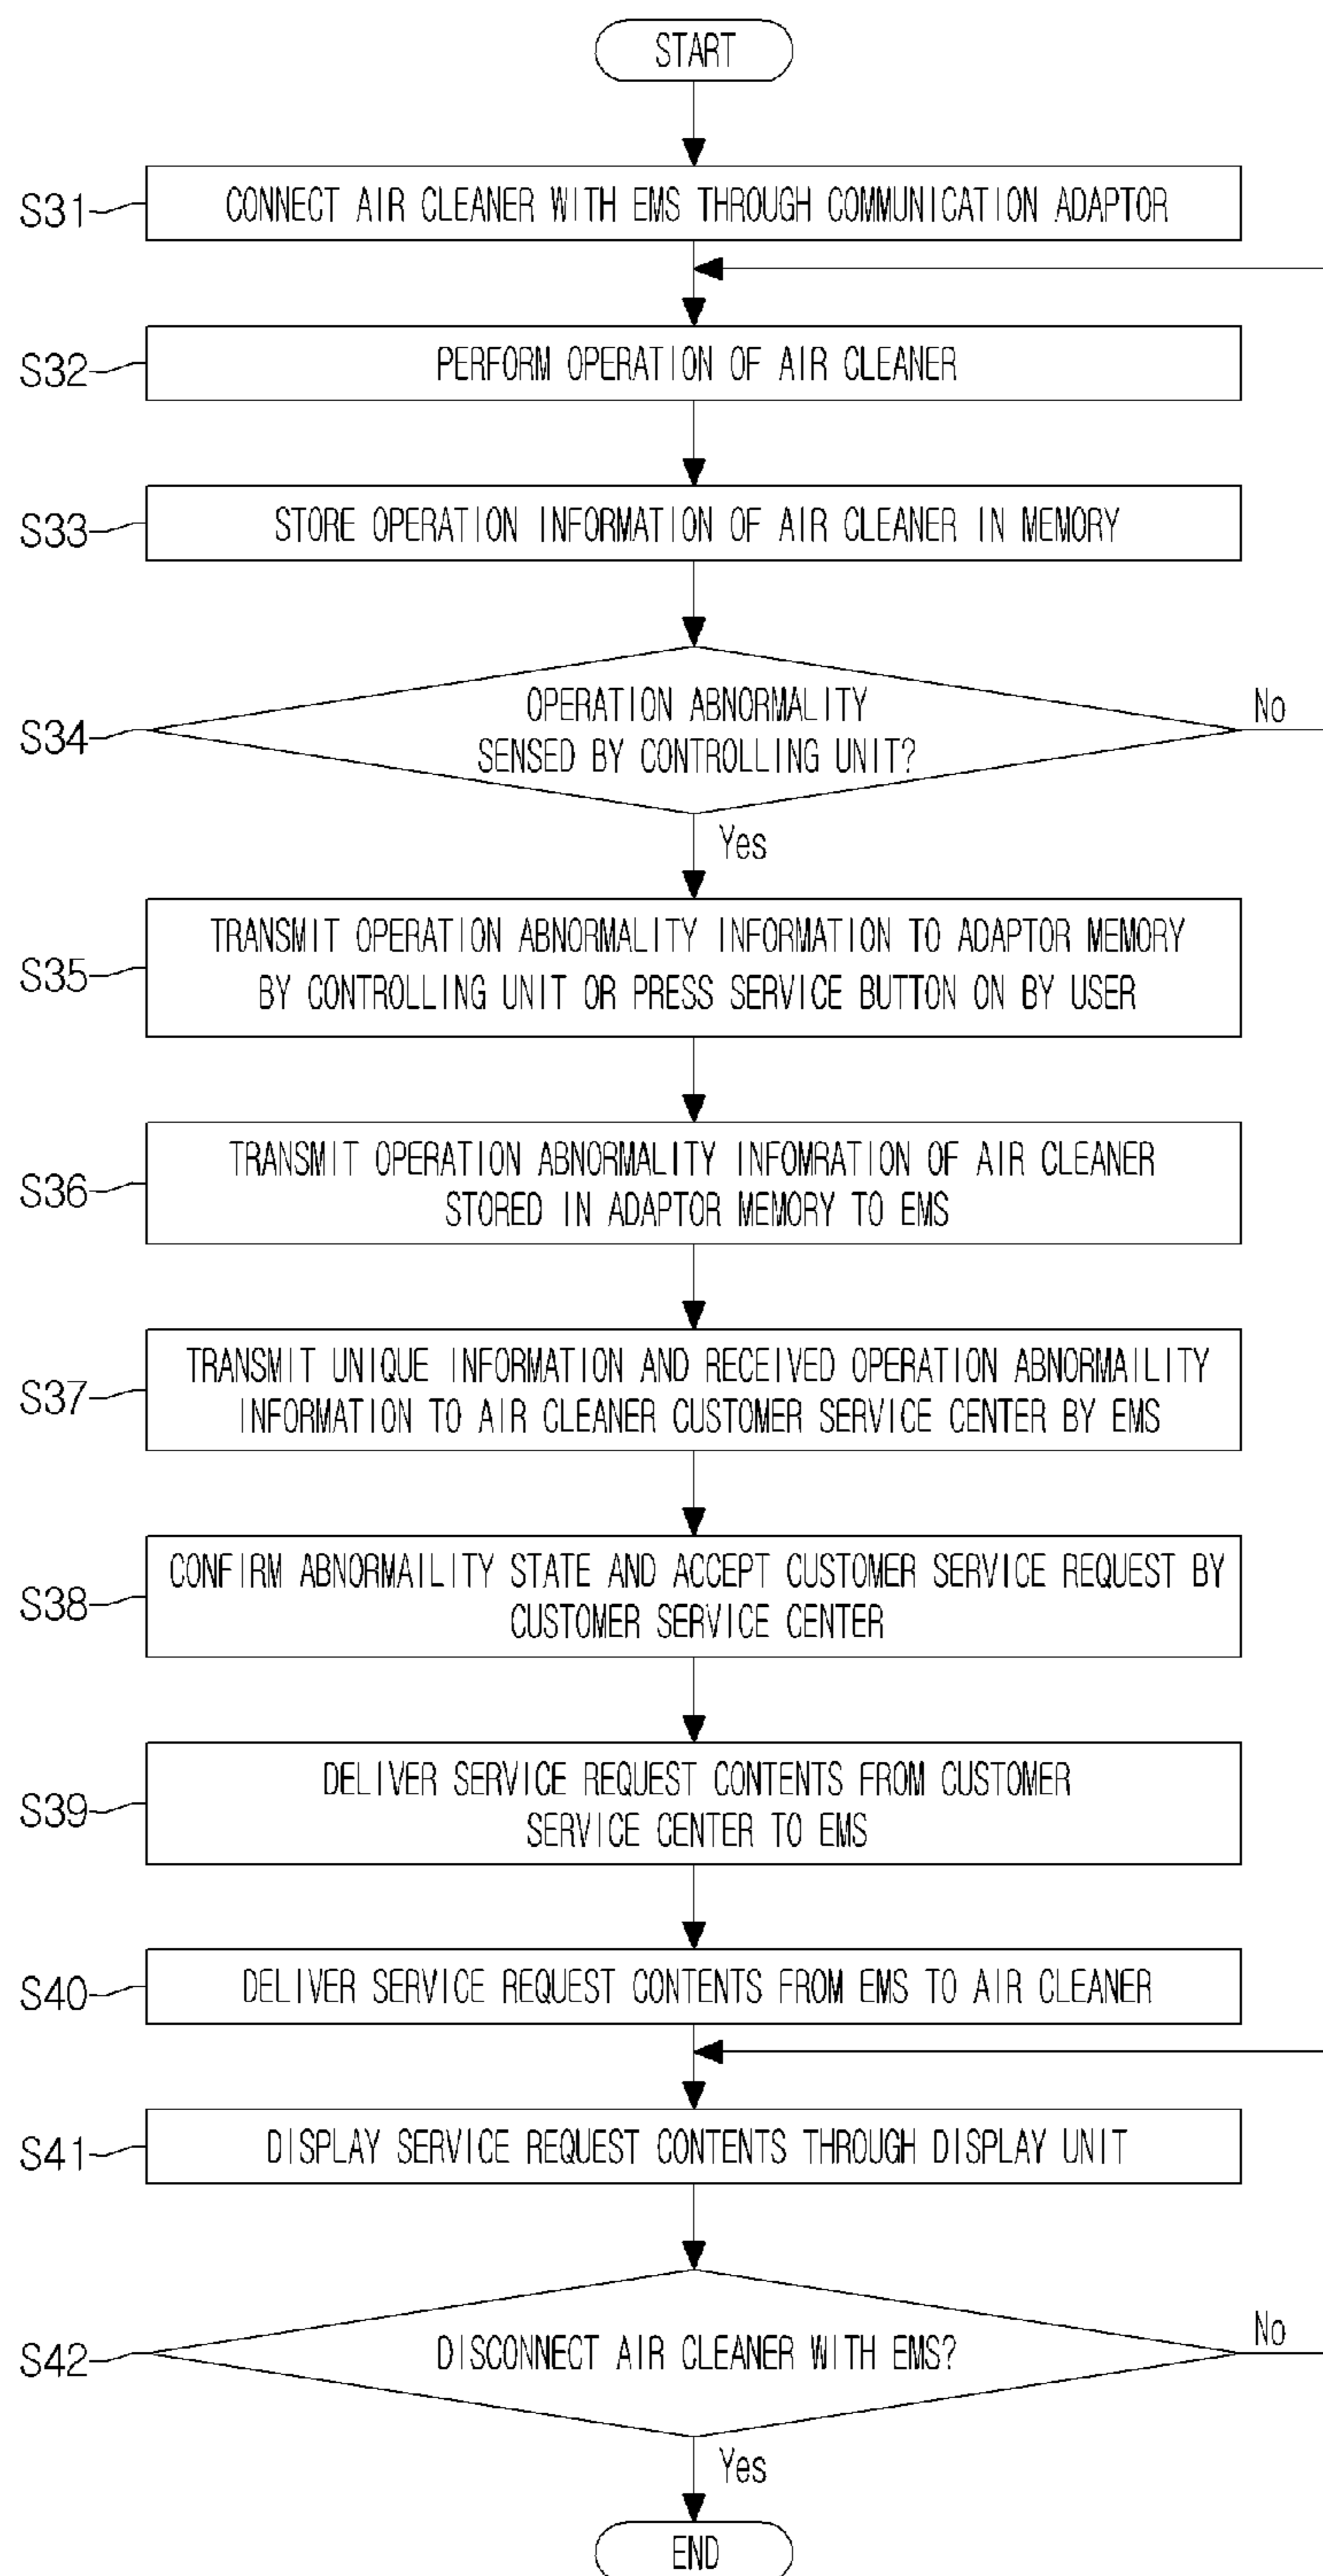 START
S31
CONNECT AIR CLEANER WITH EMS THROUGH COMMUNICATION ADAPTOR
S32
PERFORM OPERATION OF AIR CLEANER
S33
STORE OPERATION INFORMATION OF AIR CLEANER IN MEMORY
S34
OPERATION ABNORMALITY
SENSED BY CONTROLLING UNIT?
No
Yes
S35
TRANSMIT OPERATION ABNORMALITY INFORMATION TO ADAPTOR MEMORY
BY CONTROLLING UNIT OR PRESS SERVICE BUTTON ON BY USER
S36
TRANSMIT OPERATION ABNORMALITY INFOMRATION OF AIR CLEANER
STORED IN ADAPTOR MEMORY TO EMS
S37
TRANSMIT UNIQUE INFORMATION AND RECEIVED OPERATION ABNORMAILITY
INFORMATION TO AIR CLEANER CUSTOMER SERVICE CENTER BY EMS
S38
CONFIRM ABNORMAILITY STATE AND ACCEPT CUSTOMER SERVICE REQUEST BY
CUSTOMER SERVICE CENTER
S39
DELIVER SERVICE REQUEST CONTENTS FROM CUSTOMER
SERVICE CENTER TO EMS
S40
DELIVER SERVICE REQUEST CONTENTS FROM EMS TO AIR CLEANER
S41
DISPLAY SERVICE REQUEST CONTENTS THROUGH DISPLAY UNIT
S42
DISCONNECT AIR CLEANER WITH EMS?
No
Yes
END